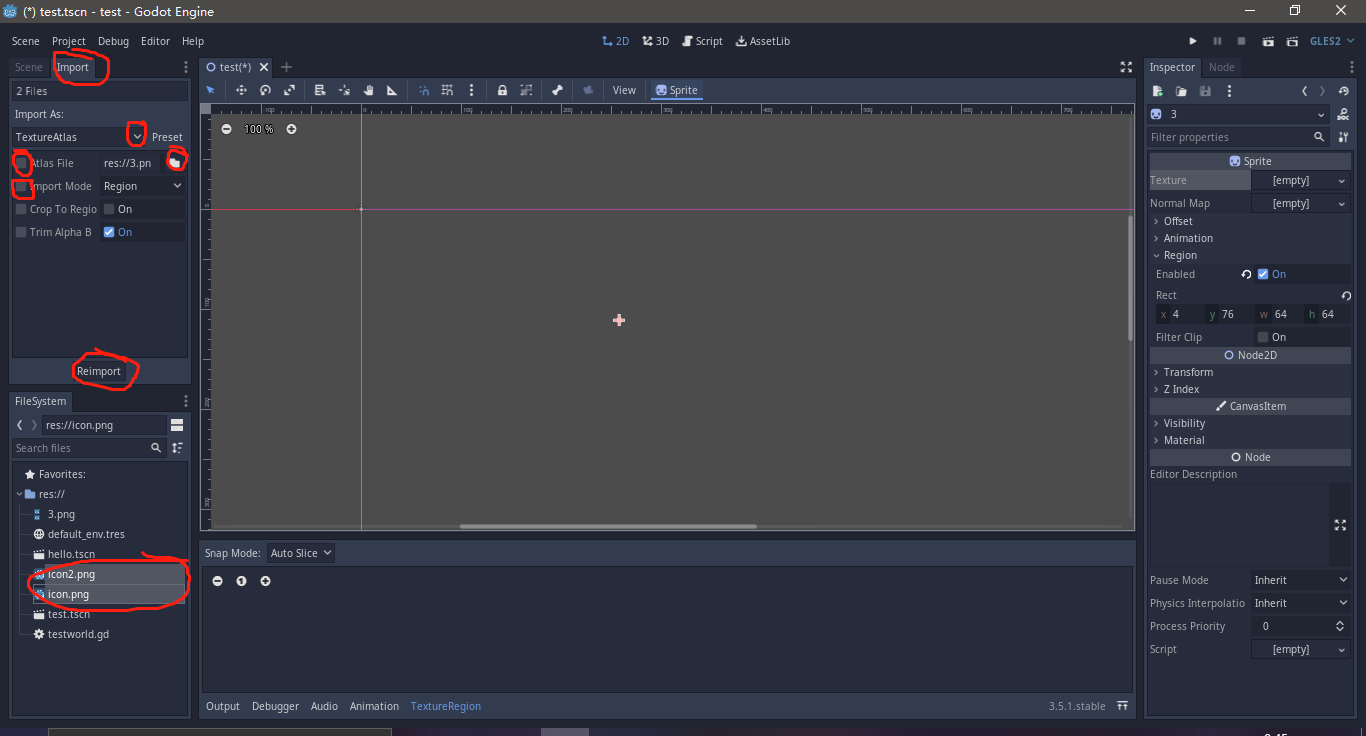 (*) test.tscn - test - Godot Engine
Scene Project Debug Editor Help
2D 3D Script AssetLib
GLES2
Scene Import
2 Files
Import As:
TextureAtlas Preset
Atlas File res://3.pn
Import Mode Region
Crop To Regio On
Trim Alpha B On
Reimport
FileSystem
res://icon.png
Search files
Favorites:
res://
3.png
default_env.tres
hello.tscn
icon2.png
icon.png
test.tscn
testworld.gd
test(*)
View Sprite
100 %
Snap Mode: Auto Slice
Output Debugger Audio Animation TextureRegion
3.5.1.stable
Inspector Node
3
Filter properties
Sprite
Texture [empty]
Normal Map [empty]
Offset
Animation
Region
Enabled On
Rect
x 4 y 76 w 64 h 64
Filter Clip On
Node2D
Transform
Z Index
CanvasItem
Visibility
Material
Node
Editor Description
Pause Mode Inherit
Physics Interpolatio Inherit
Process Priority 0
Script [empty]